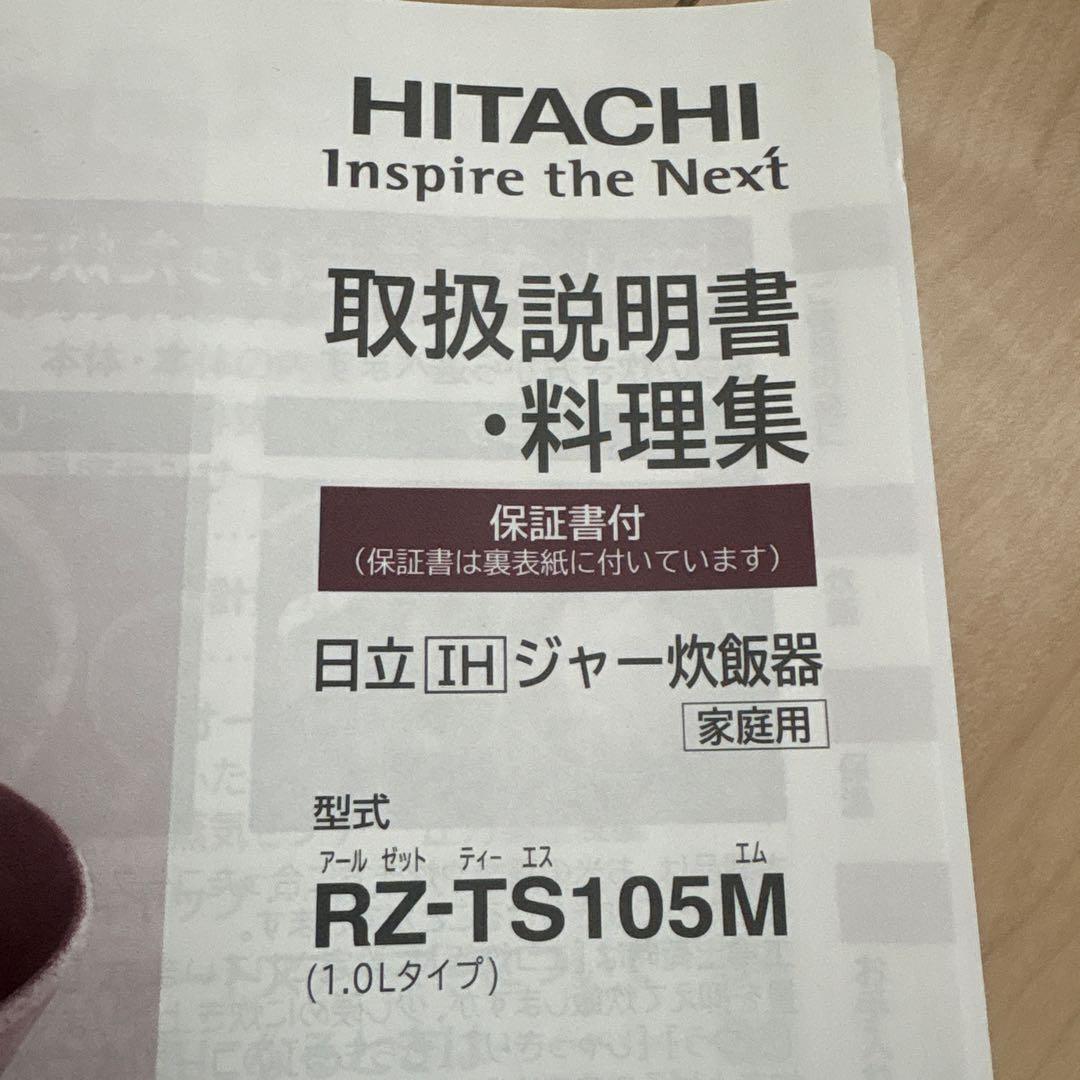 HITACHI
Inspire the Next
取扱説明書
・料理集
保証書付
（保証書は裏表紙に付いています）
日立 IH ジャー炊飯器
家庭用
型式
アール ゼット ティー エス エム
RZ-TS105M
(1.0Lタイプ)